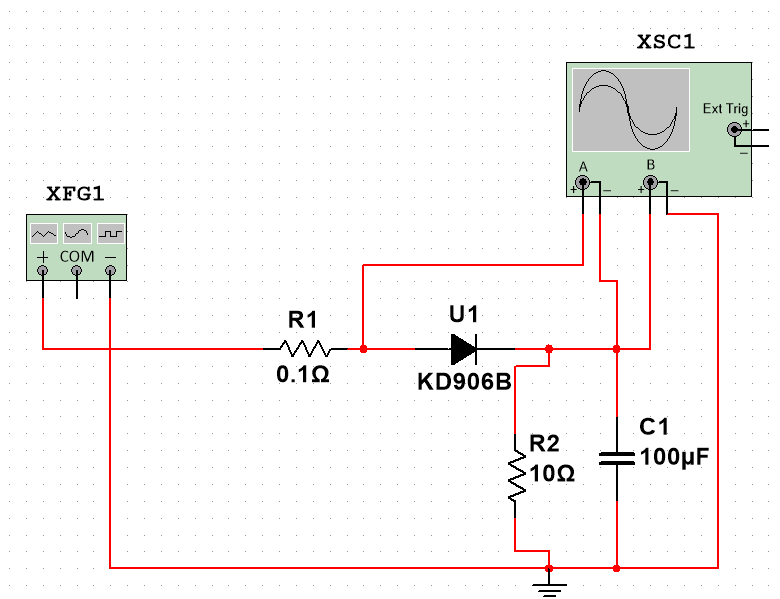 XSC1
Ext Trig
+
−
A
B
+ − + −
XFG1
+ COM −
R1
0.1Ω
U1
KD906B
R2
10Ω
C1
100µF